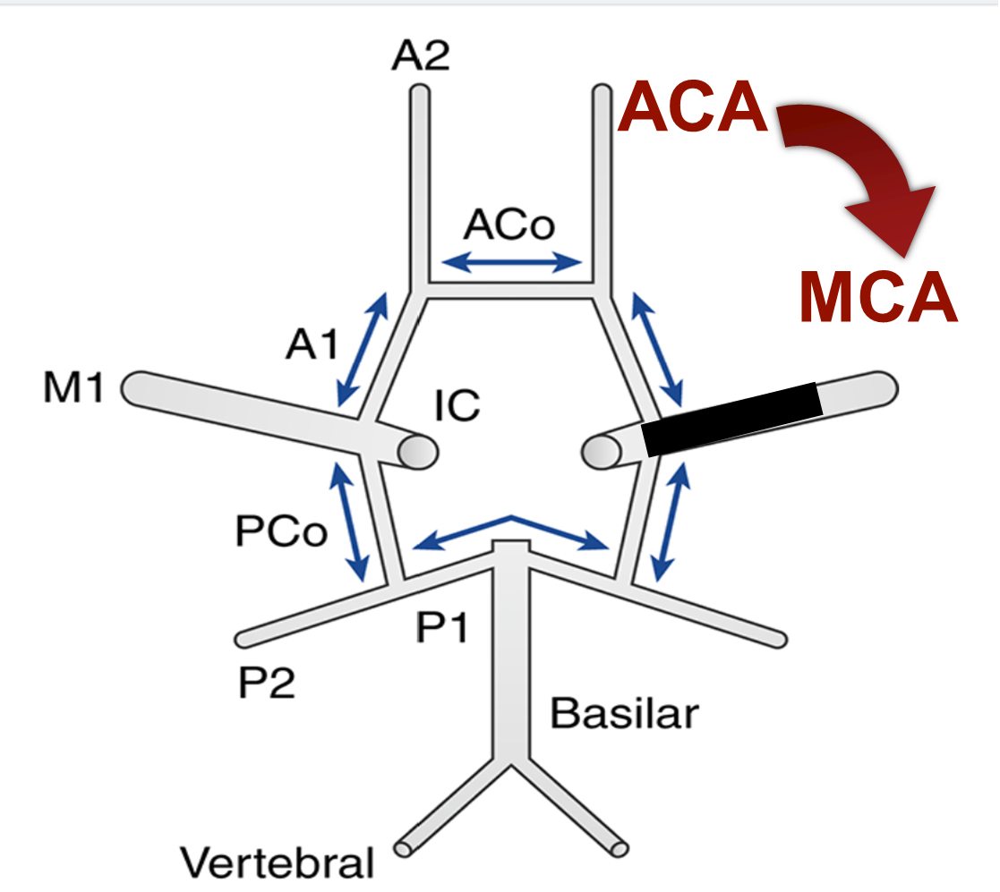 A2
ACA
ACo
MCA
A1
M1
IC
PCo
P1
P2
Basilar
Vertebral